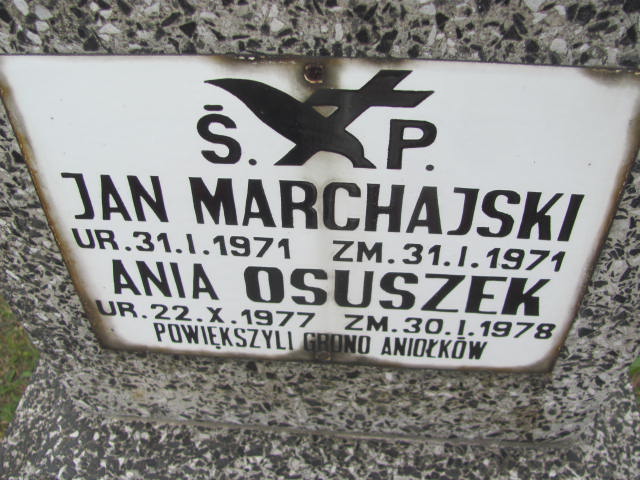 Ś. P.
JAN MARCHAJSKI
UR. 31. I. 1971 ZM. 31. I. 1971
ANIA OSUSZEK
UR. 22. X. 1977 ZM. 30. I. 1978
POWIĘKSZYLI GRONO ANIOŁKÓW